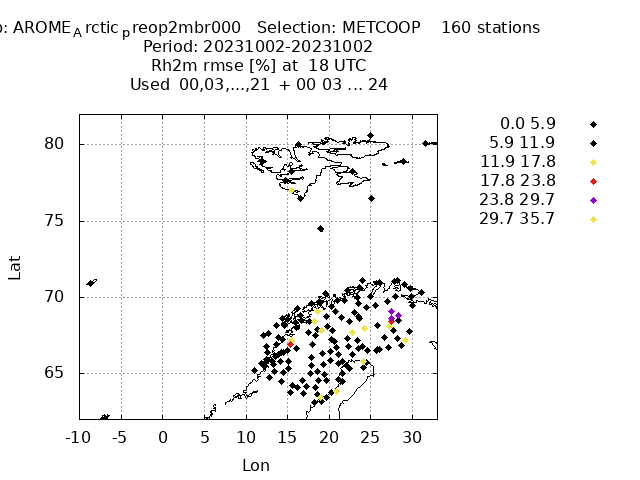 : AROME_A rctic_p reop2mbr000 Selection: METCOOP 160 stations
Period: 20231002-20231002
Rh2m rmse [%] at 18 UTC
Used 00,03,...,21 + 00 03 ... 24
0.0 5.9
5.9 11.9
11.9 17.8
17.8 23.8
23.8 29.7
29.7 35.7
80
75
70
65
Lat
-10 -5 0 5 10 15 20 25 30
Lon